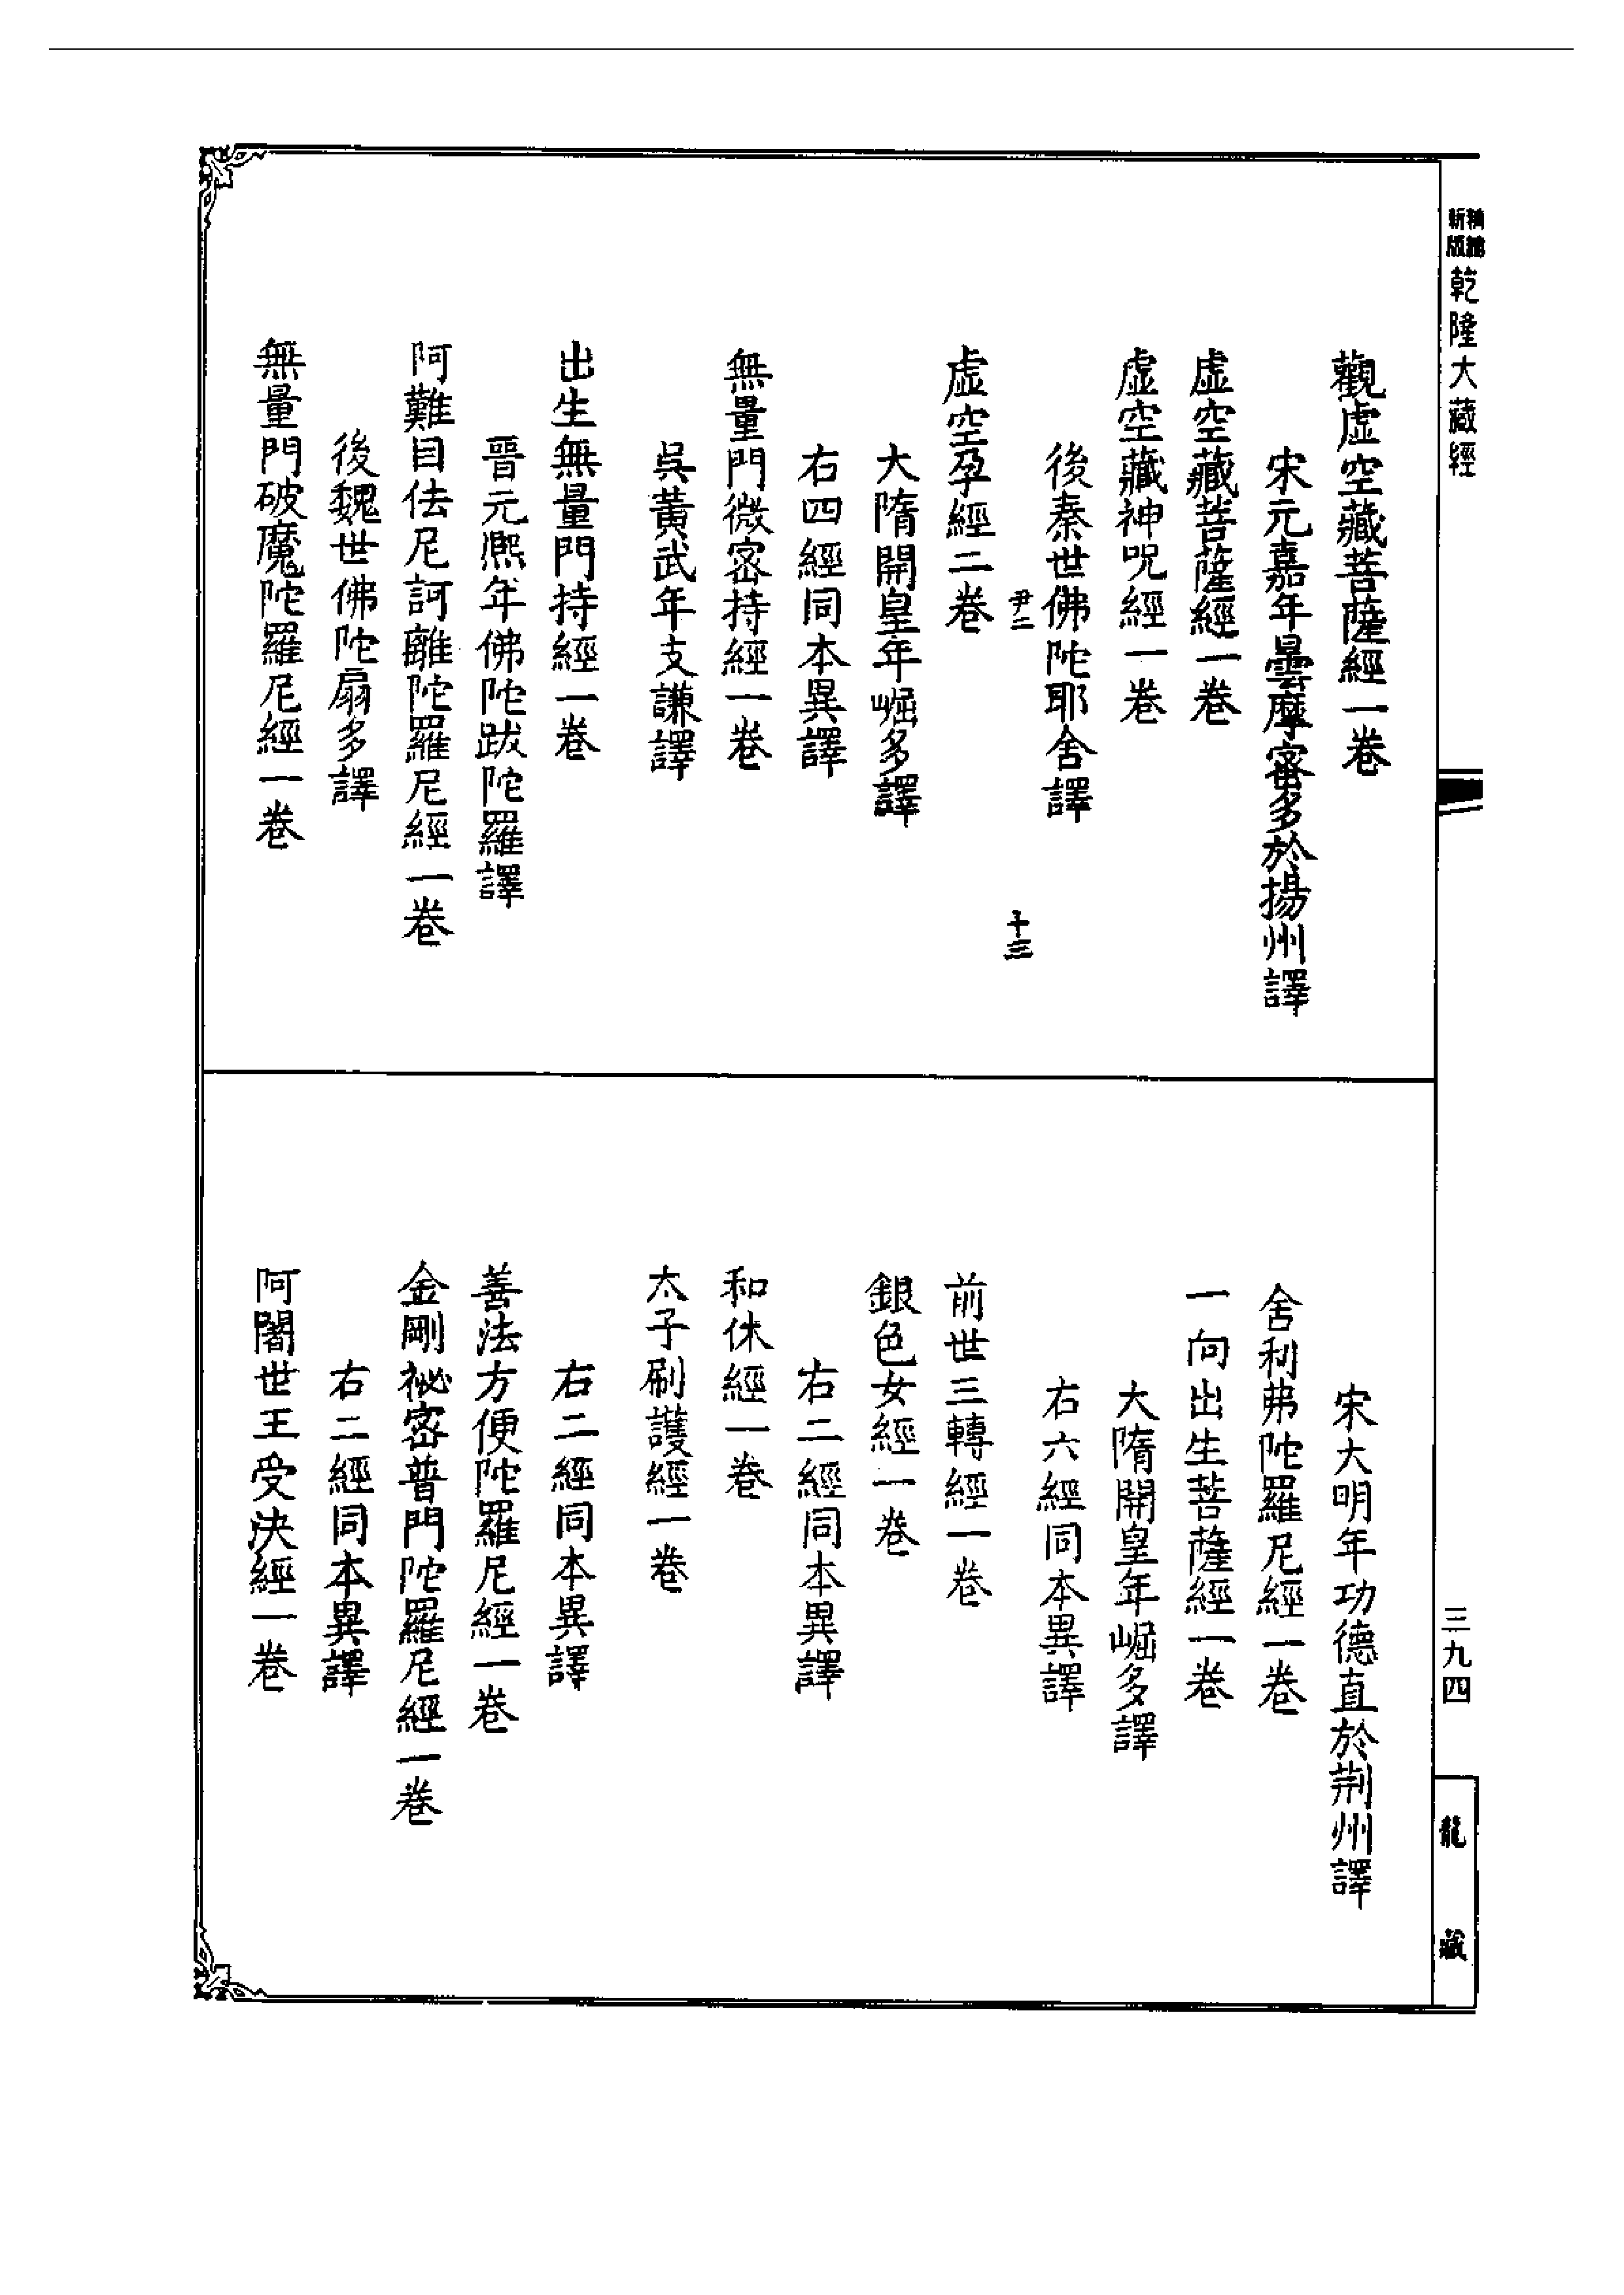 精縮新版乾隆大藏經
觀虛空藏菩薩經一卷
宋元嘉年曇摩蜜多於揚州譯
虛空藏菩薩經一卷
虛空藏神呪經一卷
後秦世佛陀耶舍譯
尹二 十三
虛空孕經二卷
大隋開皇年崛多譯
右四經同本異譯
無量門微密持經一卷
吳黃武年支謙譯
出生無量門持經一卷
晉元熈年佛陀跋陀羅譯
阿難目佉尼訶離陀羅尼經一卷
後魏世佛陀扇多譯
無量門破魔陀羅尼經一卷
宋大明年功德直於荆州譯
舍利弗陀羅尼經一卷
一向出生菩薩經一卷
大隋開皇年崛多譯
右六經同本異譯
前世三轉經一卷
銀色女經一卷
右二經同本異譯
和休經一卷
太子刷護經一卷
右二經同本異譯
善法方便陀羅尼經一卷
金剛祕密普門陀羅尼經一卷
右二經同本異譯
阿闍世王受決經一卷
三九四
龍藏